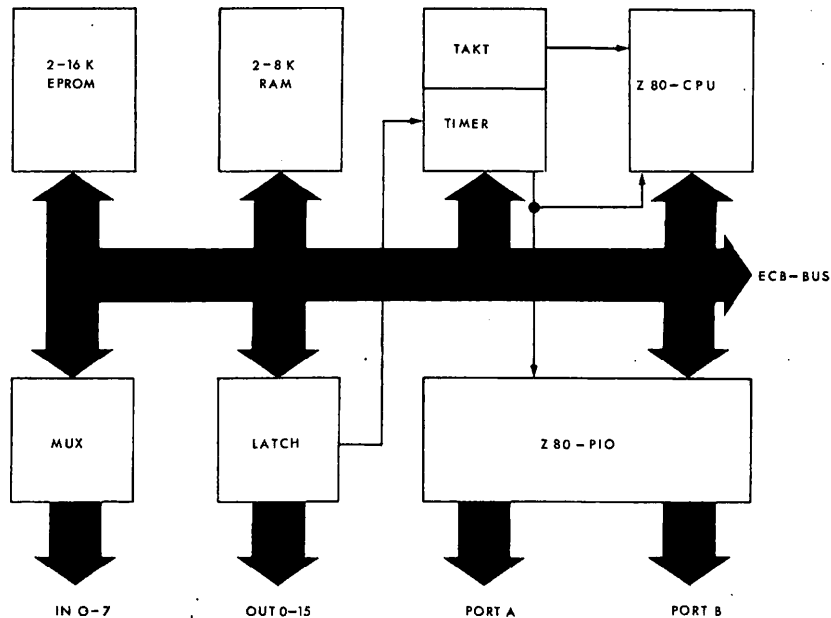 2-16 K
EPROM
2-8 K
RAM
TAKT
TIMER
Z 80-CPU
ECB-BUS
MUX
LATCH
Z 80-PIO
IN 0-7
OUT 0-15
PORT A
PORT B